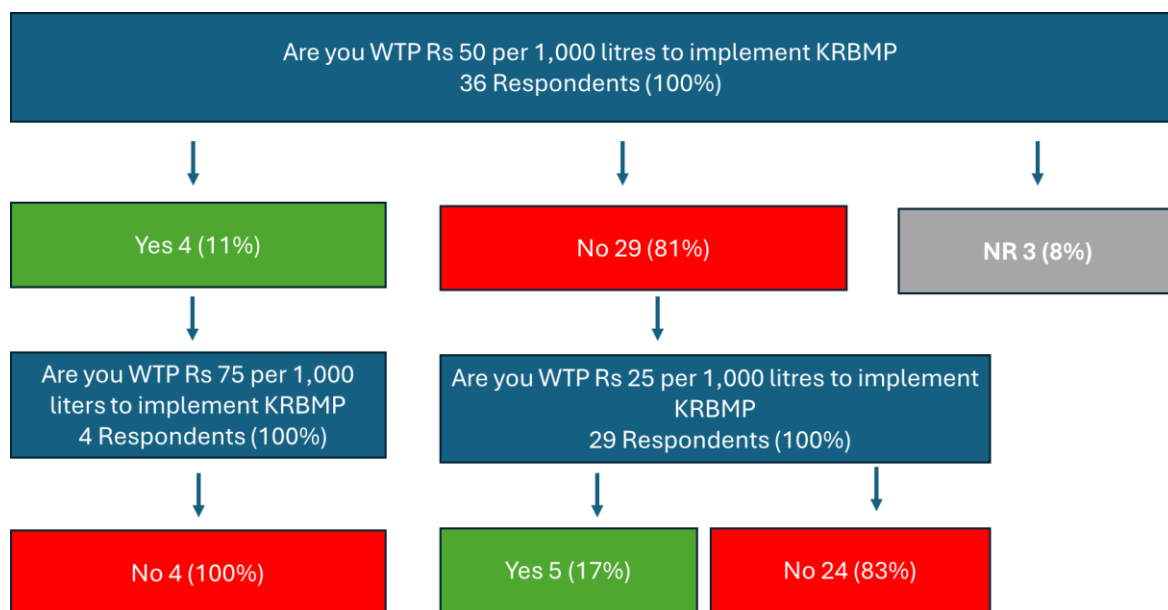 Are you WTP Rs 50 per 1,000 litres to implement KRBMP
36 Respondents (100%)
Yes 4 (11%)
No 29 (81%)
NR 3 (8%)
Are you WTP Rs 75 per 1,000
liters to implement KRBMP
4 Respondents (100%)
Are you WTP Rs 25 per 1,000 litres to implement
KRBMP
29 Respondents (100%)
No 4 (100%)
Yes 5 (17%)
No 24 (83%)